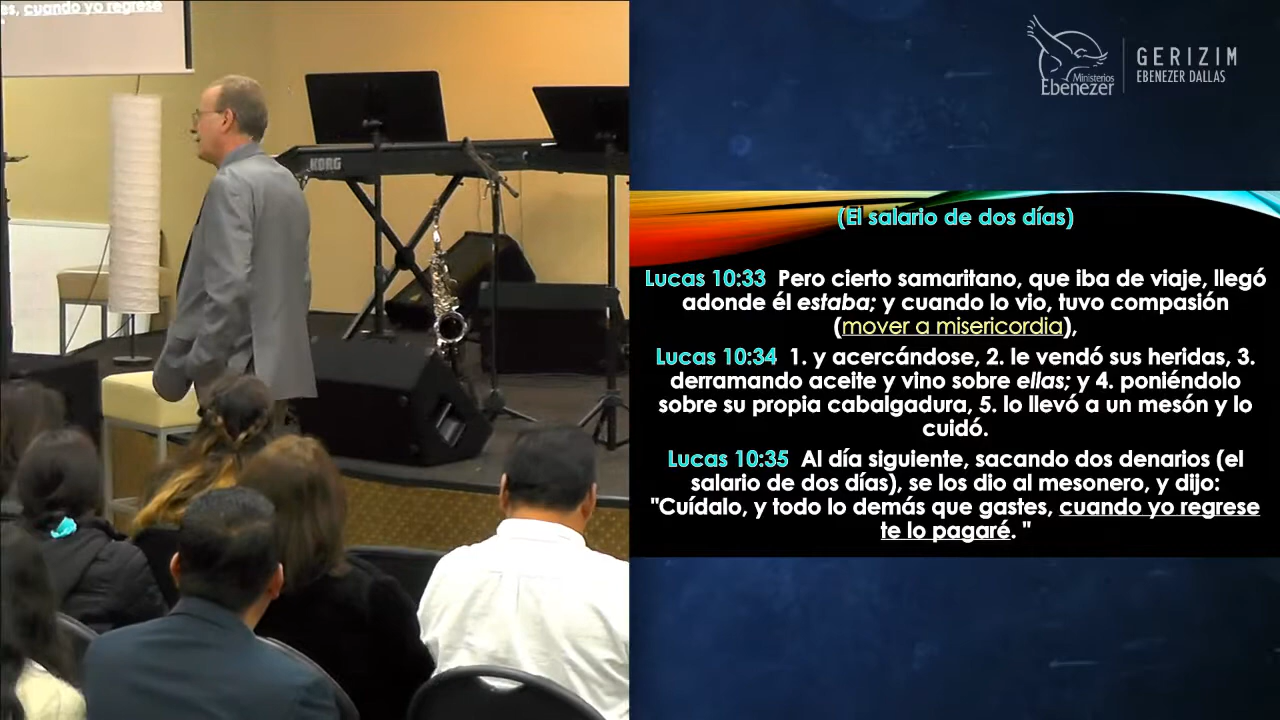 es, cuando yo regrese
KORG
Ministerios
Ebenezer
GERIZIM
EBENEZER DALLAS
(El salario de dos días)
Lucas 10:33 Pero cierto samaritano, que iba de viaje, llegó
adonde él estaba; y cuando lo vio, tuvo compasión
(mover a misericordia),
Lucas 10:34 1. y acercándose, 2. le vendó sus heridas, 3.
derramando aceite y vino sobre ellas; y 4. poniéndolo
sobre su propia cabalgadura, 5. lo llevó a un mesón y lo
cuidó.
Lucas 10:35 Al día siguiente, sacando dos denarios (el
salario de dos días), se los dio al mesonero, y dijo:
"Cuídalo, y todo lo demás que gastes, cuando yo regrese
te lo pagaré. "